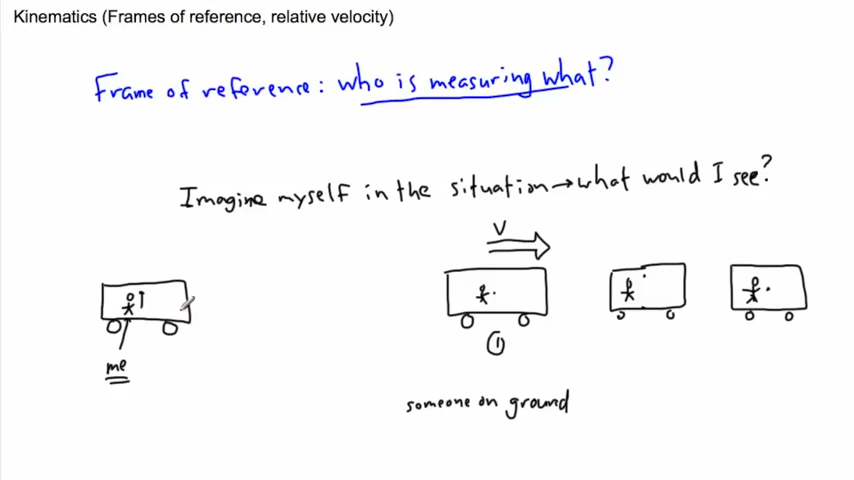 Kinematics (Frames of reference, relative velocity)
Frame of reference: who is measuring what?
Imagine myself in the situation→what would I see?
V
me
①
someone on ground